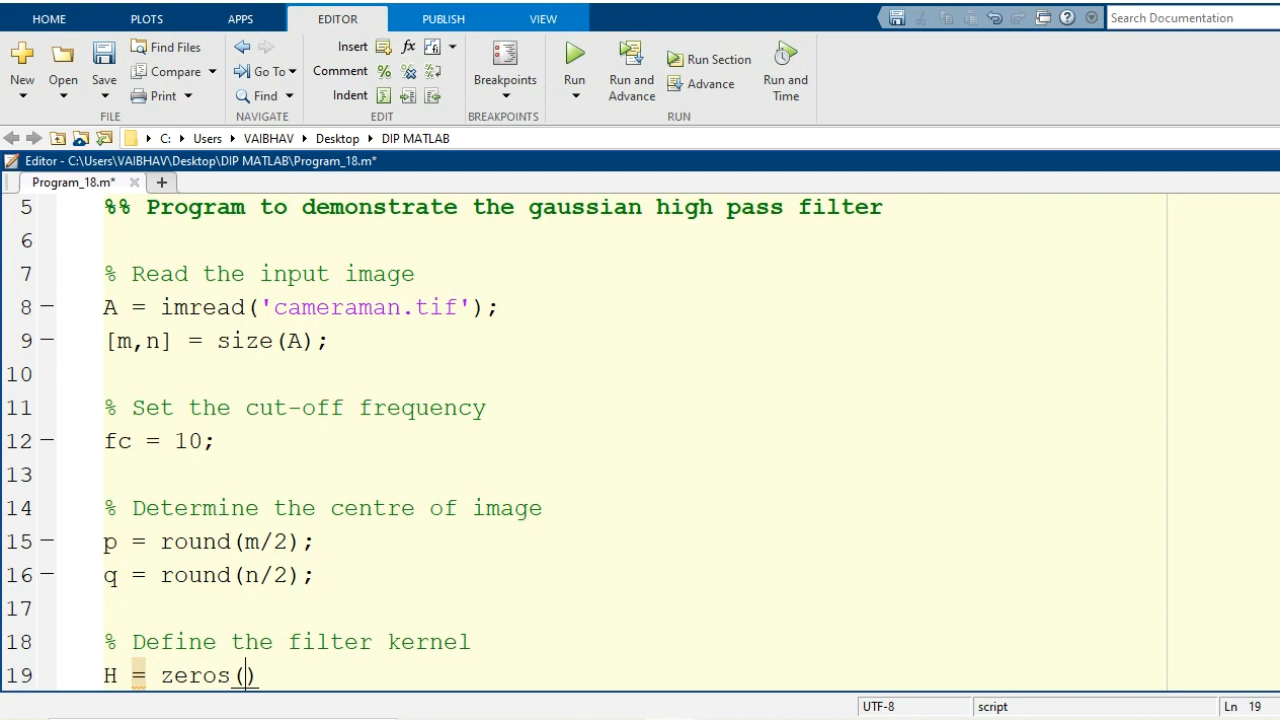 HOME PLOTS APPS EDITOR PUBLISH VIEW Search Documentation
New Open Save Find Files Compare Print
FILE
Go To Find
NAVIGATE
Insert fx
Comment
Indent
EDIT
Breakpoints
BREAKPOINTS
Run Run and Advance Run Section Advance Run and Time
RUN
C: Users VAIBHAV Desktop DIP MATLAB
Editor - C:\Users\VAIBHAV\Desktop\DIP MATLAB\Program_18.m*
Program_18.m* +
5 %% Program to demonstrate the gaussian high pass filter
6
7 % Read the input image
8 A = imread('cameraman.tif');
9 [m,n] = size(A);
10
11 % Set the cut-off frequency
12 fc = 10;
13
14 % Determine the centre of image
15 p = round(m/2);
16 q = round(n/2);
17
18 % Define the filter kernel
19 H = zeros()
UTF-8 script Ln 19